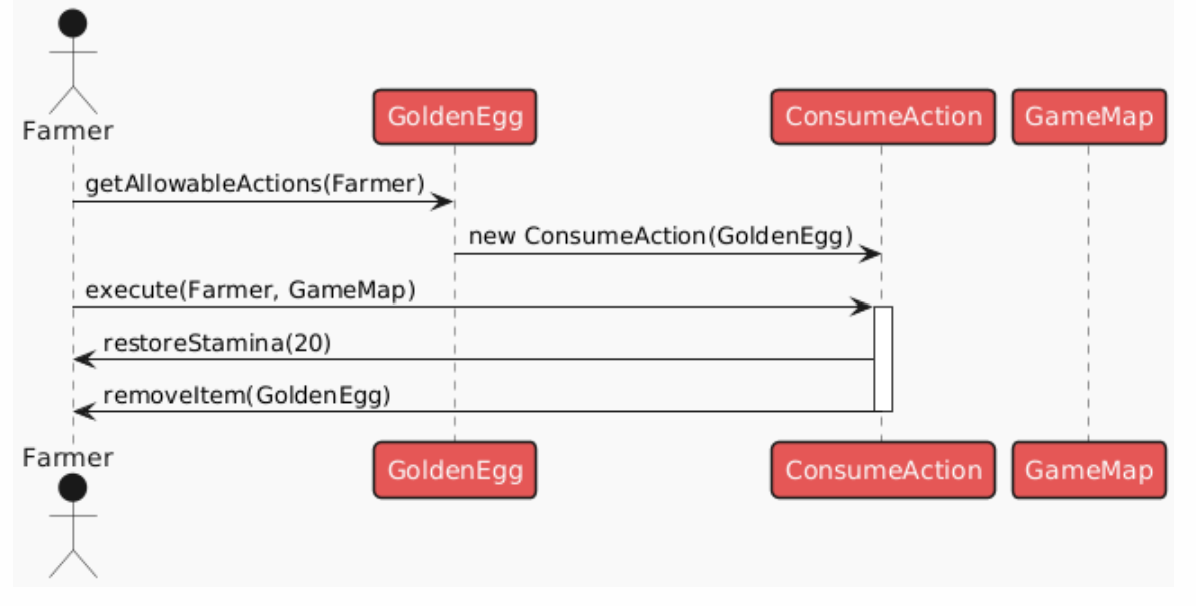 Farmer
GoldenEgg
ConsumeAction
GameMap
getAllowableActions(Farmer)
new ConsumeAction(GoldenEgg)
execute(Farmer, GameMap)
restoreStamina(20)
removeItem(GoldenEgg)
Farmer
GoldenEgg
ConsumeAction
GameMap